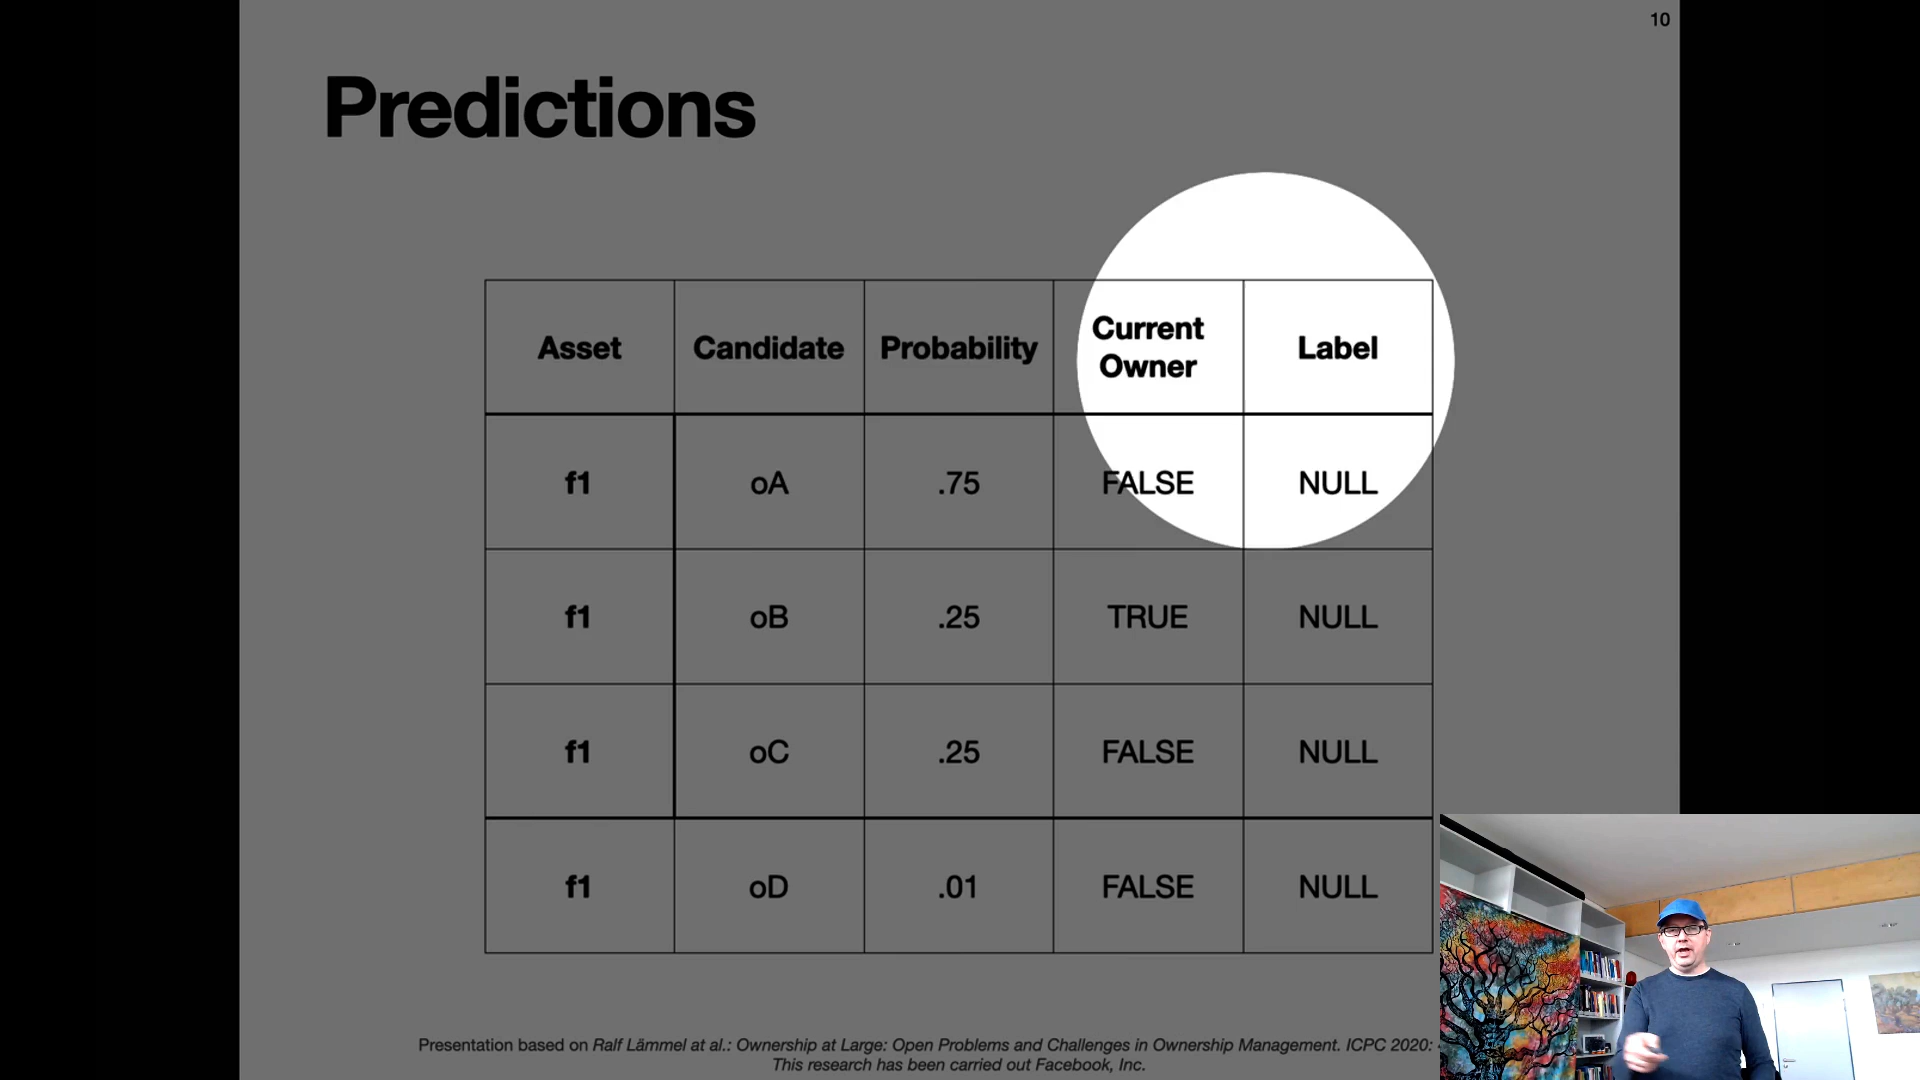 10
Predictions
Asset Candidate Probability Current Owner Label
f1 oA .75 FALSE NULL
f1 oB .25 TRUE NULL
f1 oC .25 FALSE NULL
f1 oD .01 FALSE NULL
Presentation based on Ralf Lämmel at al.: Ownership at Large: Open Problems and Challenges in Ownership Management. ICPC 2020:
This research has been carried out Facebook, Inc.